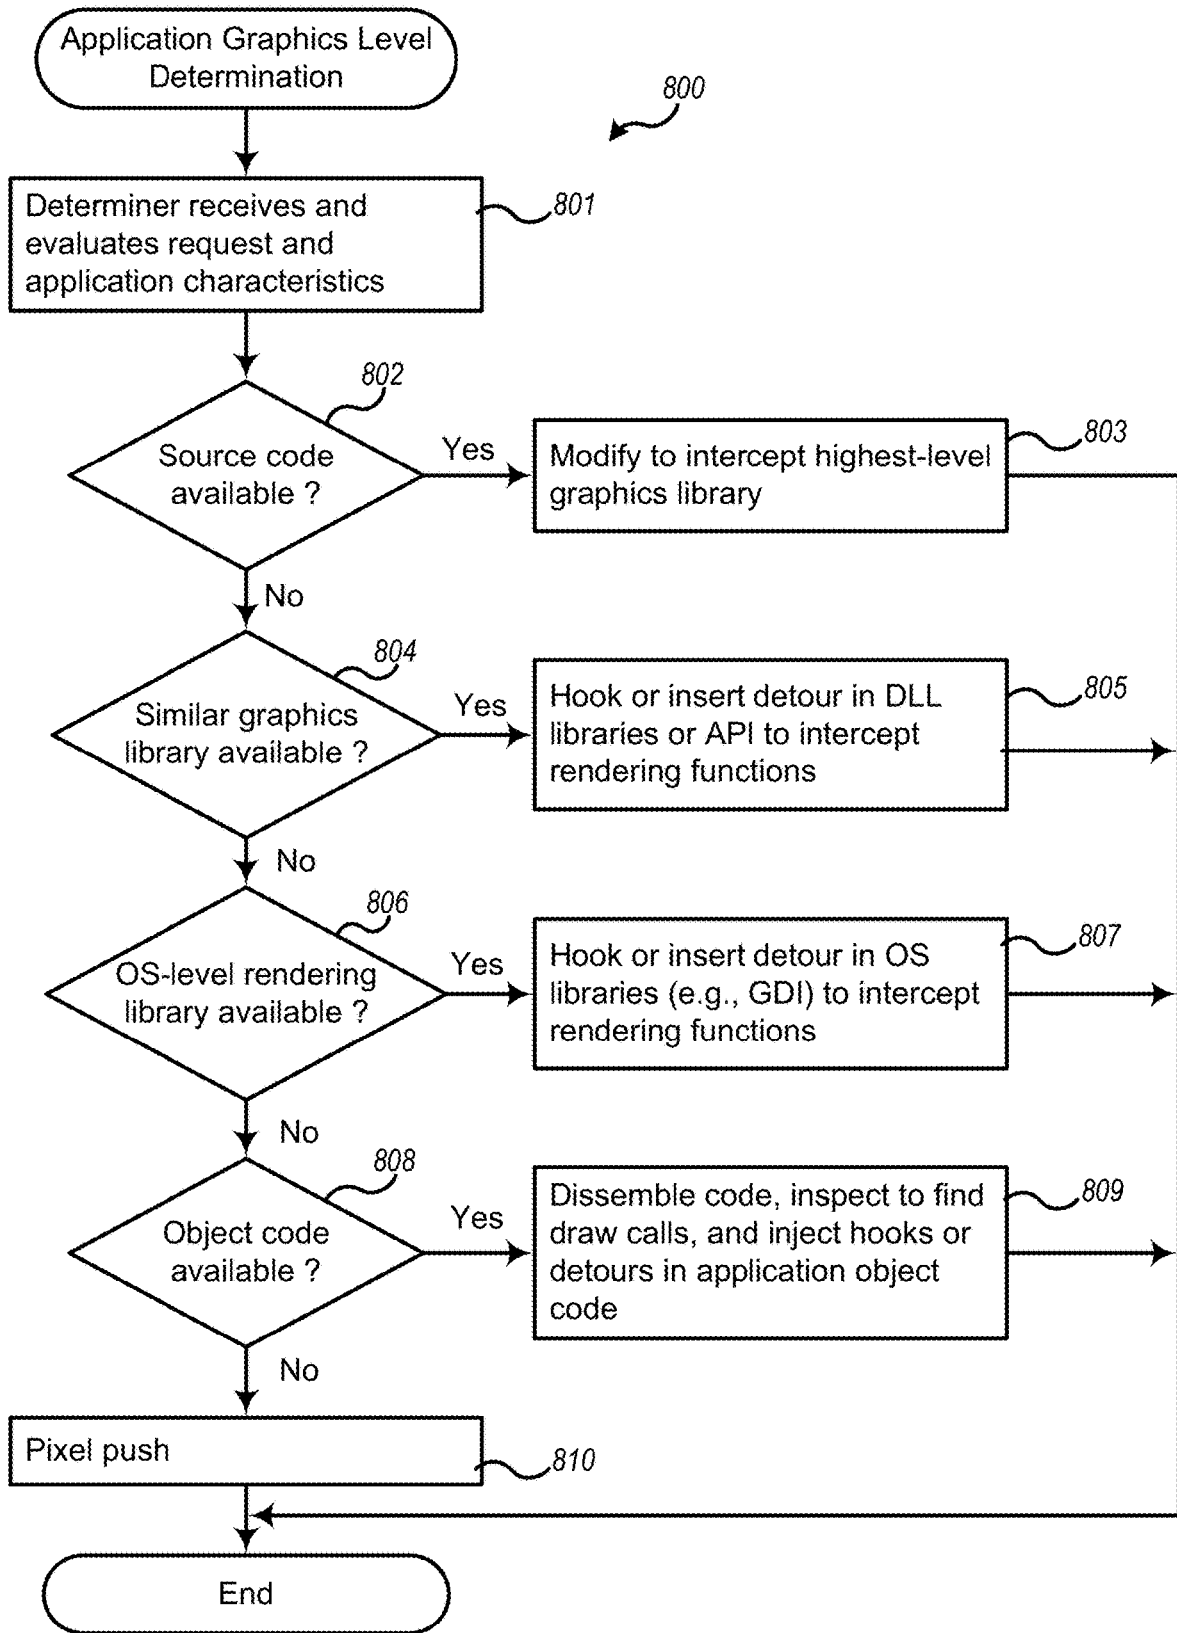 Application Graphics Level
Determination
800
Determiner receives and
evaluates request and
application characteristics
801
802
Source code
available ?
Yes
Modify to intercept highest-level
graphics library
803
No
804
Similar graphics
library available ?
Yes
Hook or insert detour in DLL
libraries or API to intercept
rendering functions
805
No
806
OS-level rendering
library available ?
Yes
Hook or insert detour in OS
libraries (e.g., GDI) to intercept
rendering functions
807
No
808
Object code
available ?
Yes
Dissemble code, inspect to find
draw calls, and inject hooks or
detours in application object
code
809
No
Pixel push
810
End